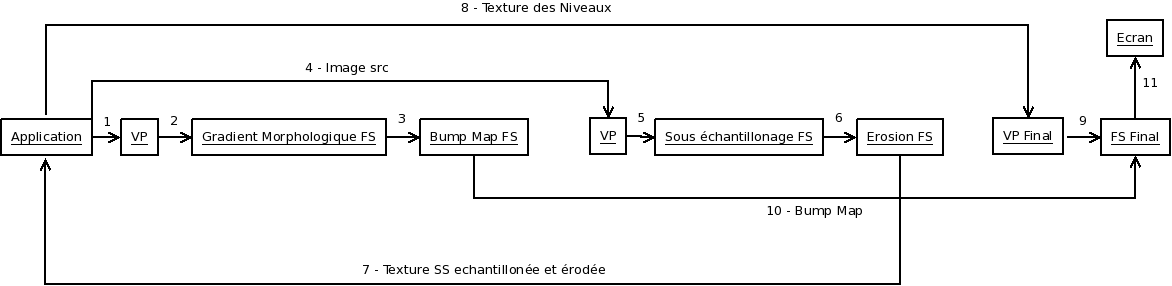 8 - Texture des Niveaux
Ecran
4 - Image src
11
Application
1
VP
2
Gradient Morphologique FS
3
Bump Map FS
VP
5
Sous échantillonage FS
6
Erosion FS
VP Final
9
FS Final
10 - Bump Map
7 - Texture SS echantillonée et érodée